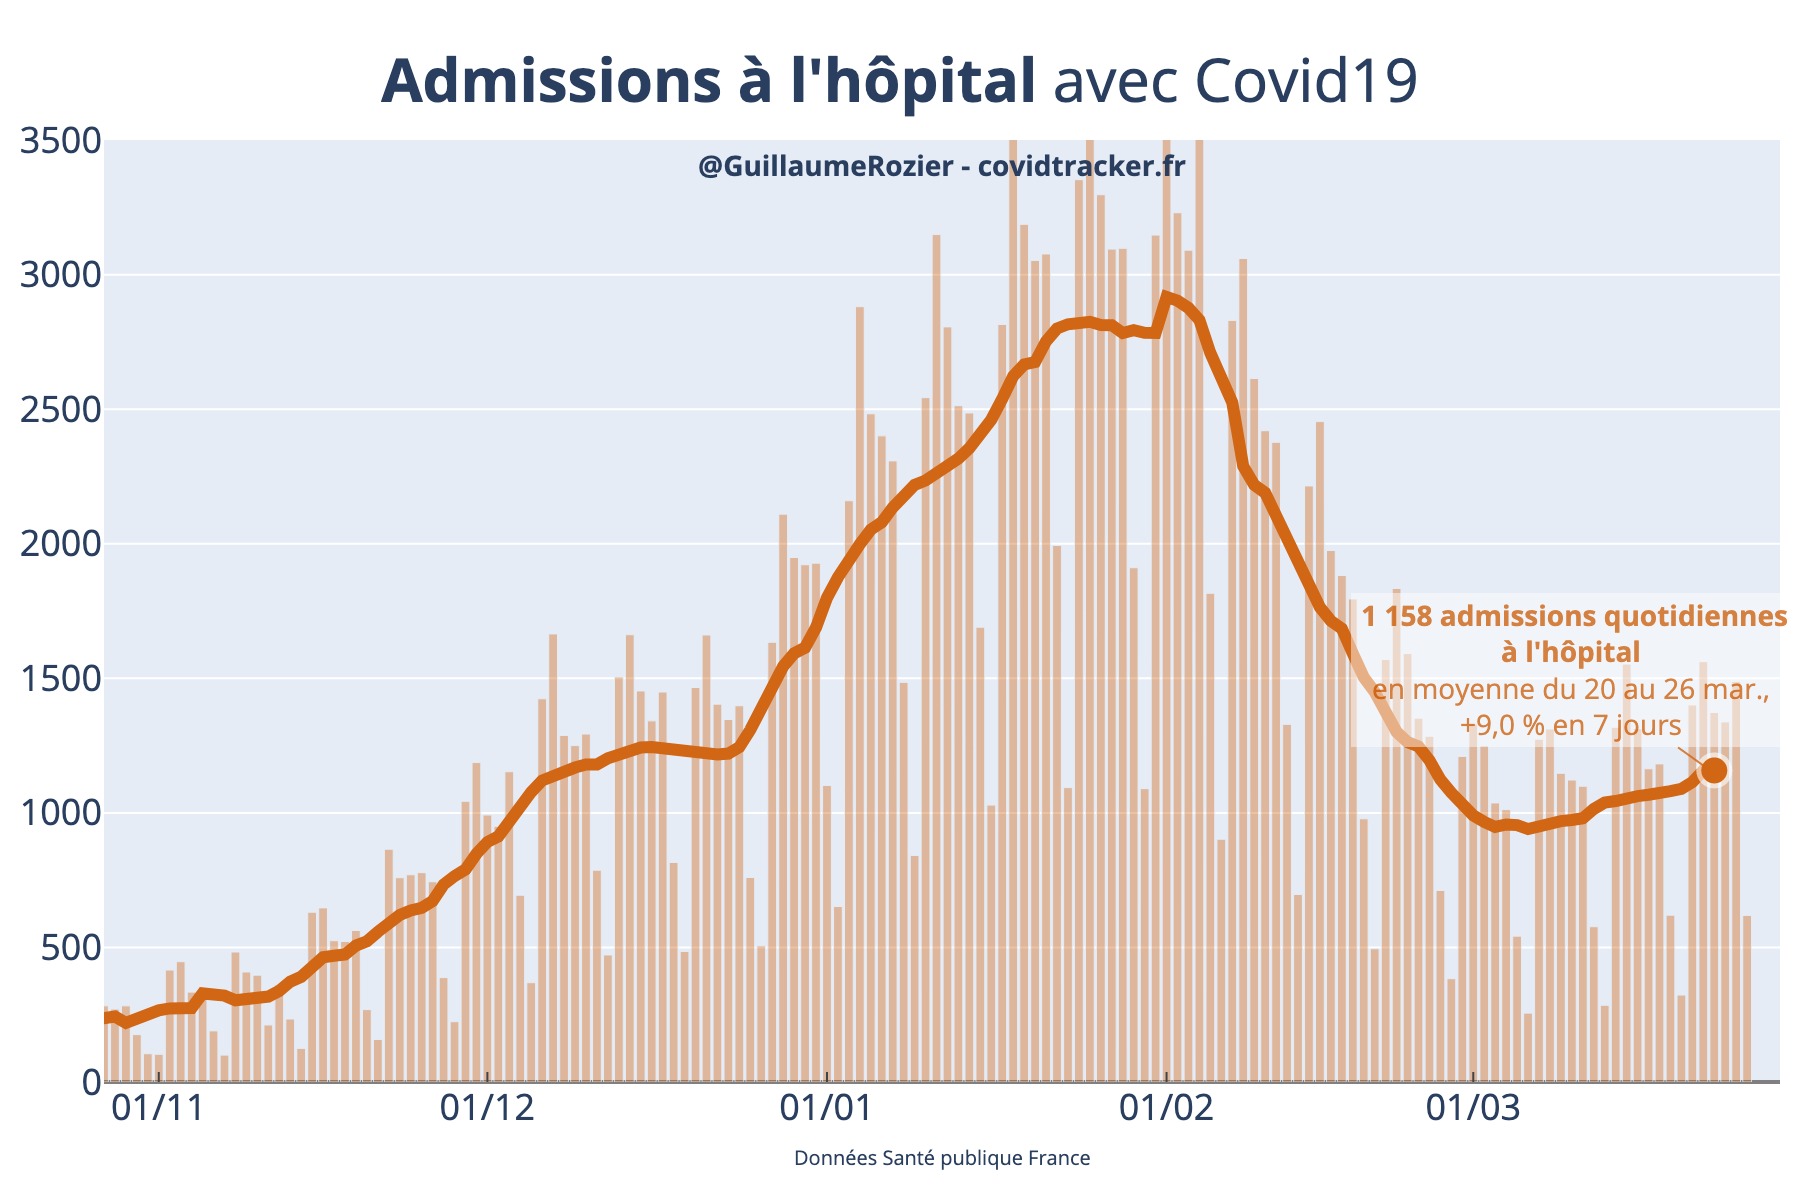 Admissions à l'hôpital avec Covid19
3500
@GuillaumeRozier - covidtracker.fr
3000
2500
2000
1 158 admissions quotidiennes
à l'hôpital
en moyenne du 20 au 26 mar.,
+9,0 % en 7 jours
1500
1000
500
0
01/11
01/12
01/01
01/02
01/03
Données Santé publique France